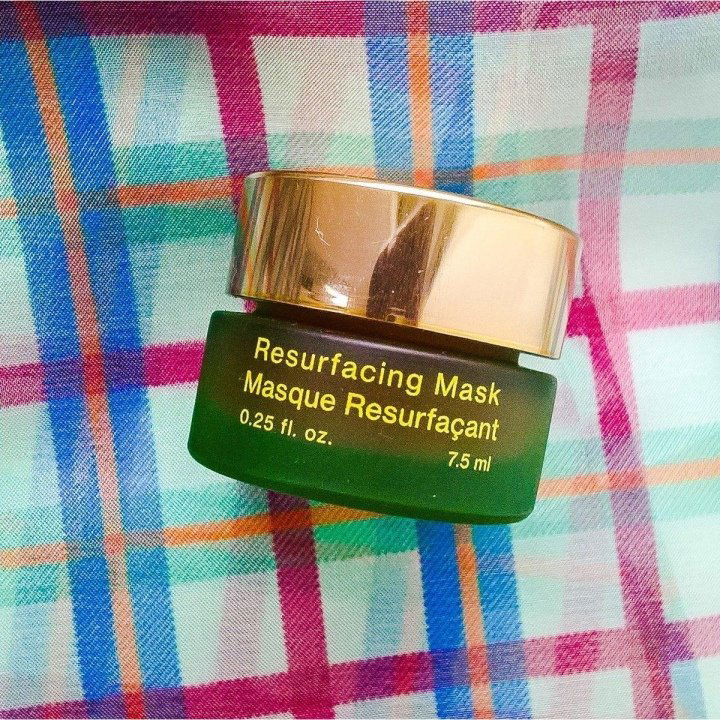 Resurfacing Mask
Masque Resurfaçant
0.25 fl. oz.
7.5 ml